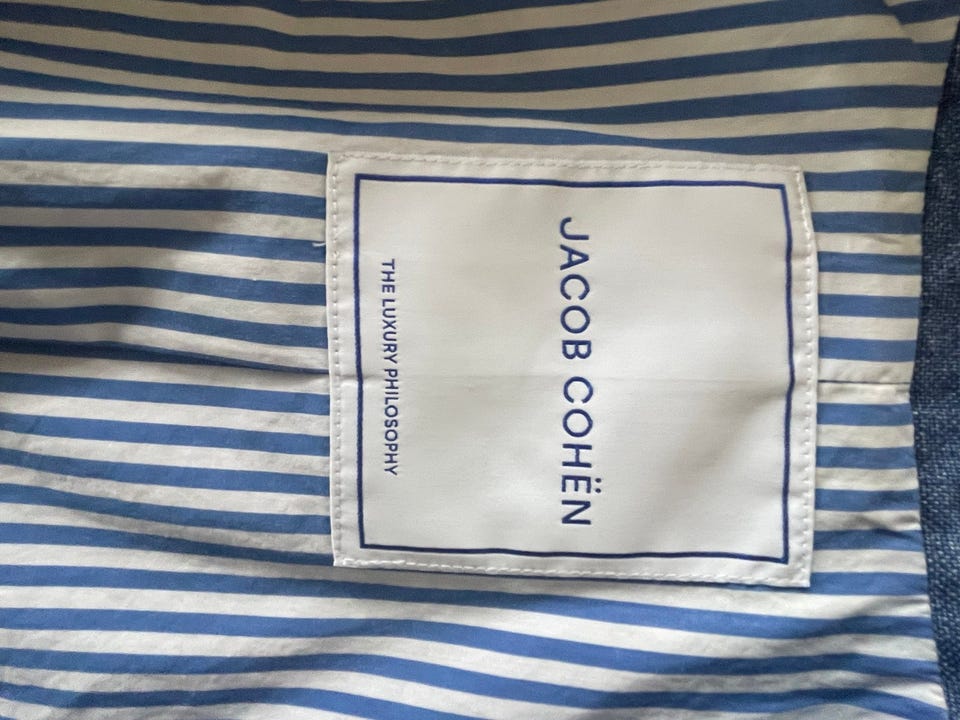 JACOB COHËN
THE LUXURY PHILOSOPHY